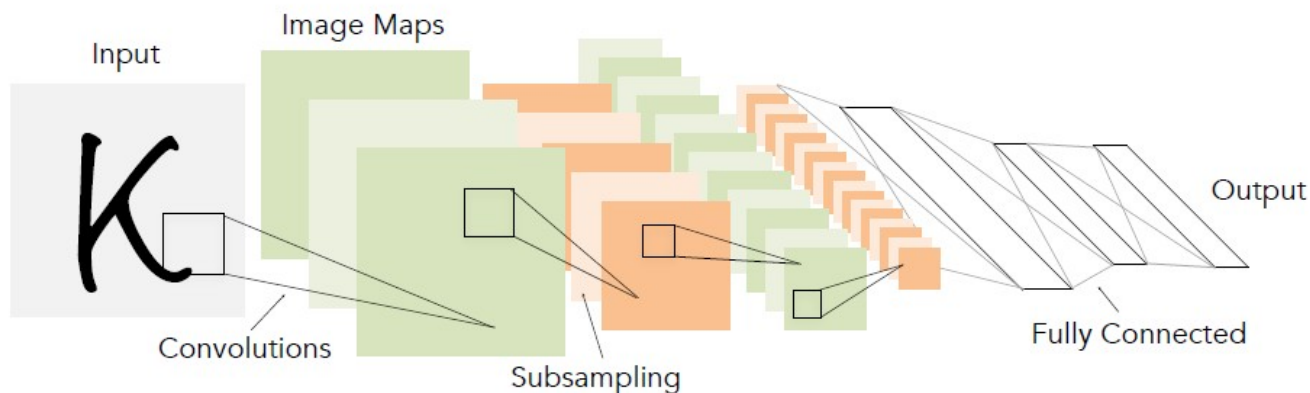 Input
Image Maps
K
Convolutions
Subsampling
Fully Connected
Output